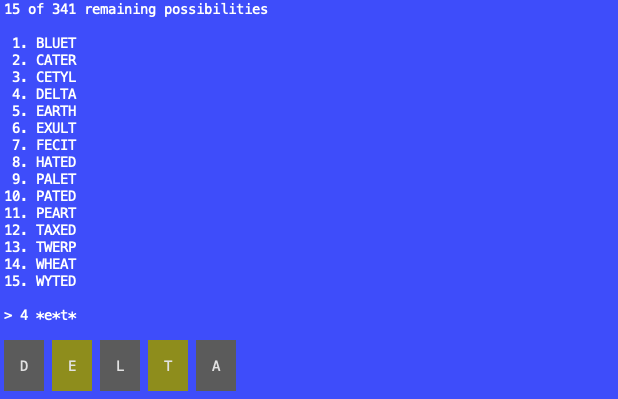 15 of 341 remaining possibilities
1. BLUET
2. CATER
3. CETYL
4. DELTA
5. EARTH
6. EXULT
7. FECIT
8. HATED
9. PALET
10. PATED
11. PEART
12. TAXED
13. TWERP
14. WHEAT
15. WYTED
> 4 *e*t*
D E L T A